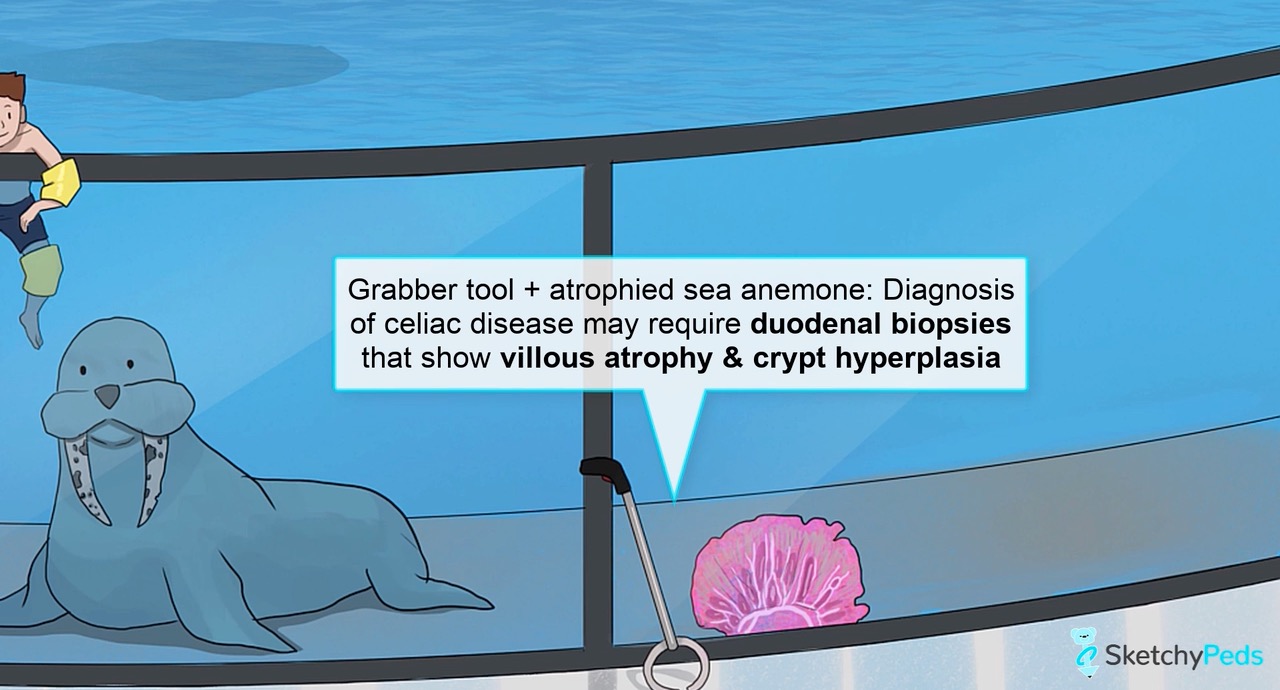 Grabber tool + atrophied sea anemone: Diagnosis
of celiac disease may require duodenal biopsies
that show villous atrophy & crypt hyperplasia
SketchyPeds